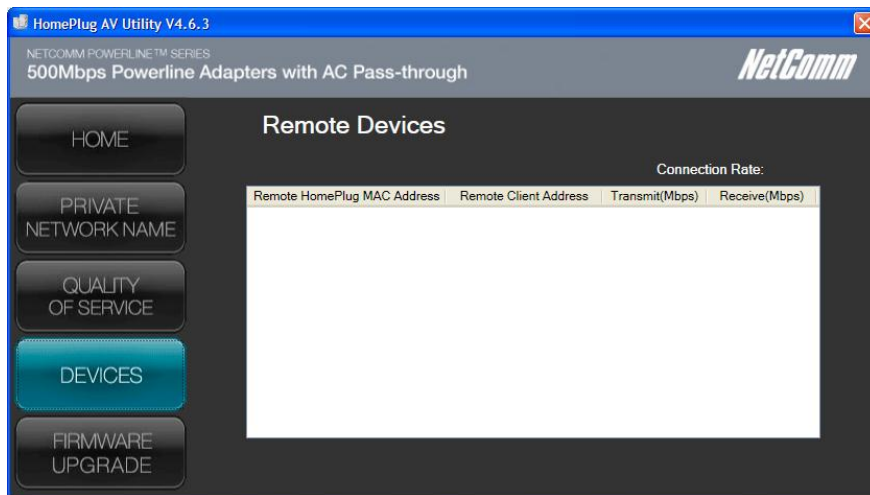 HomePlug AV Utility V4.6.3
NETCOMM POWERLINE™ SERIES
500Mbps Powerline Adapters with AC Pass-through
NetComm
HOME
PRIVATE
NETWORK NAME
QUALITY
OF SERVICE
DEVICES
FIRMWARE
UPGRADE
Remote Devices
Connection Rate:
Remote HomePlug MAC Address Remote Client Address Transmit(Mbps) Receive(Mbps)